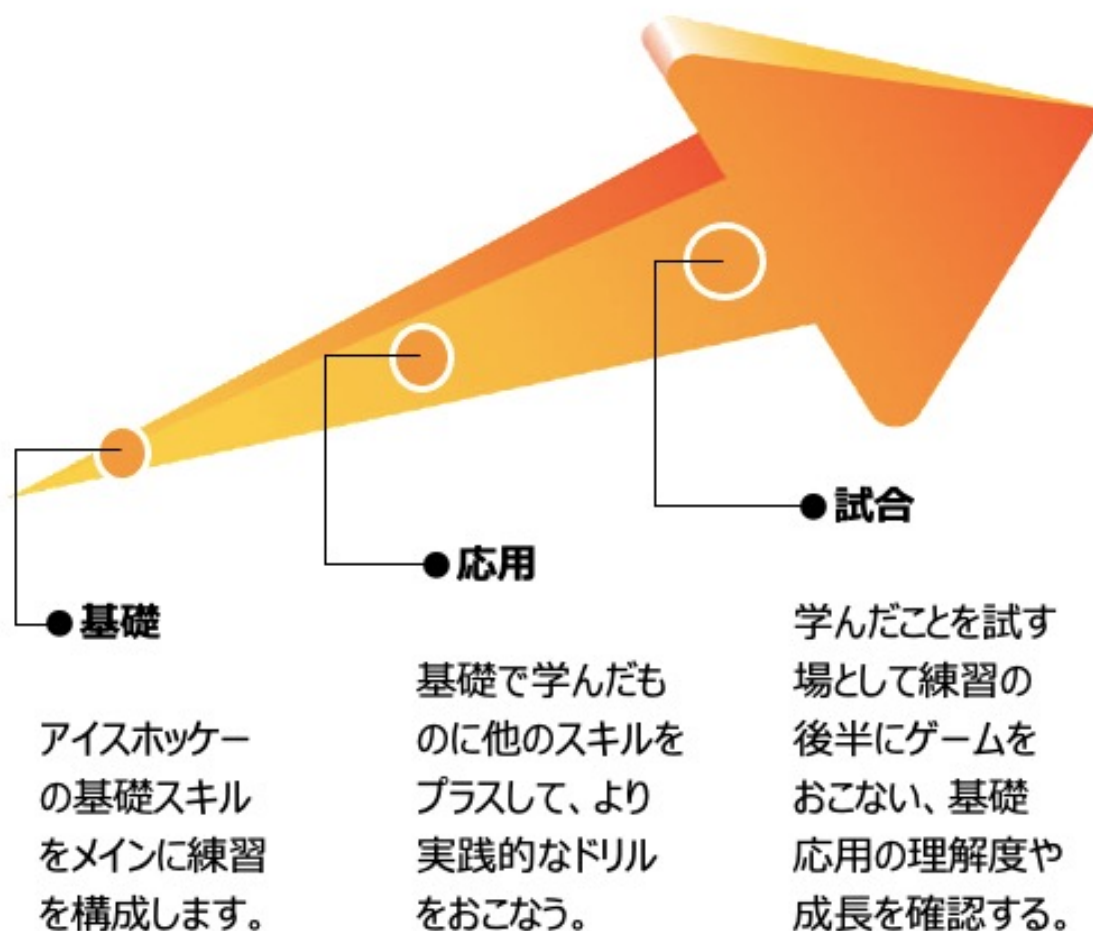 ●基礎
アイスホッケー
の基礎スキル
をメインに練習
を構成します。
●応用
基礎で学んだも
のに他のスキルを
プラスして、より
実践的なドリル
をおこなう。
●試合
学んだことを試す
場として練習の
後半にゲームを
おこない、基礎
応用の理解度や
成長を確認する。